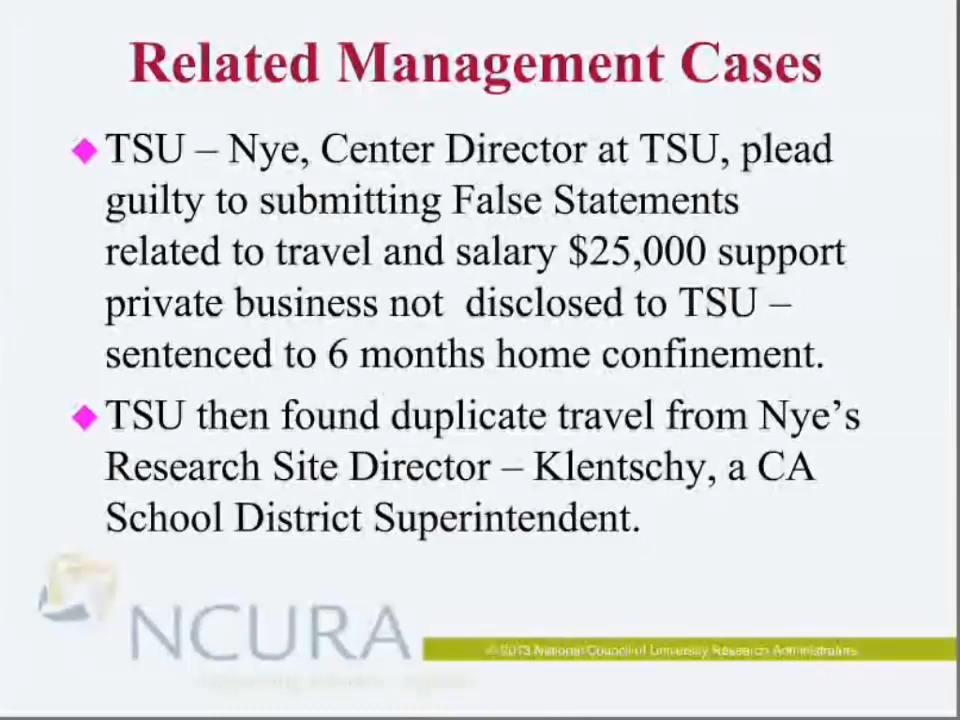 Related Management Cases
TSU – Nye, Center Director at TSU, plead
guilty to submitting False Statements
related to travel and salary $25,000 support
private business not disclosed to TSU –
sentenced to 6 months home confinement.
TSU then found duplicate travel from Nye's
Research Site Director – Klentschy, a CA
School District Superintendent.
NCURA
© 2013 National Council of University Research Administrators